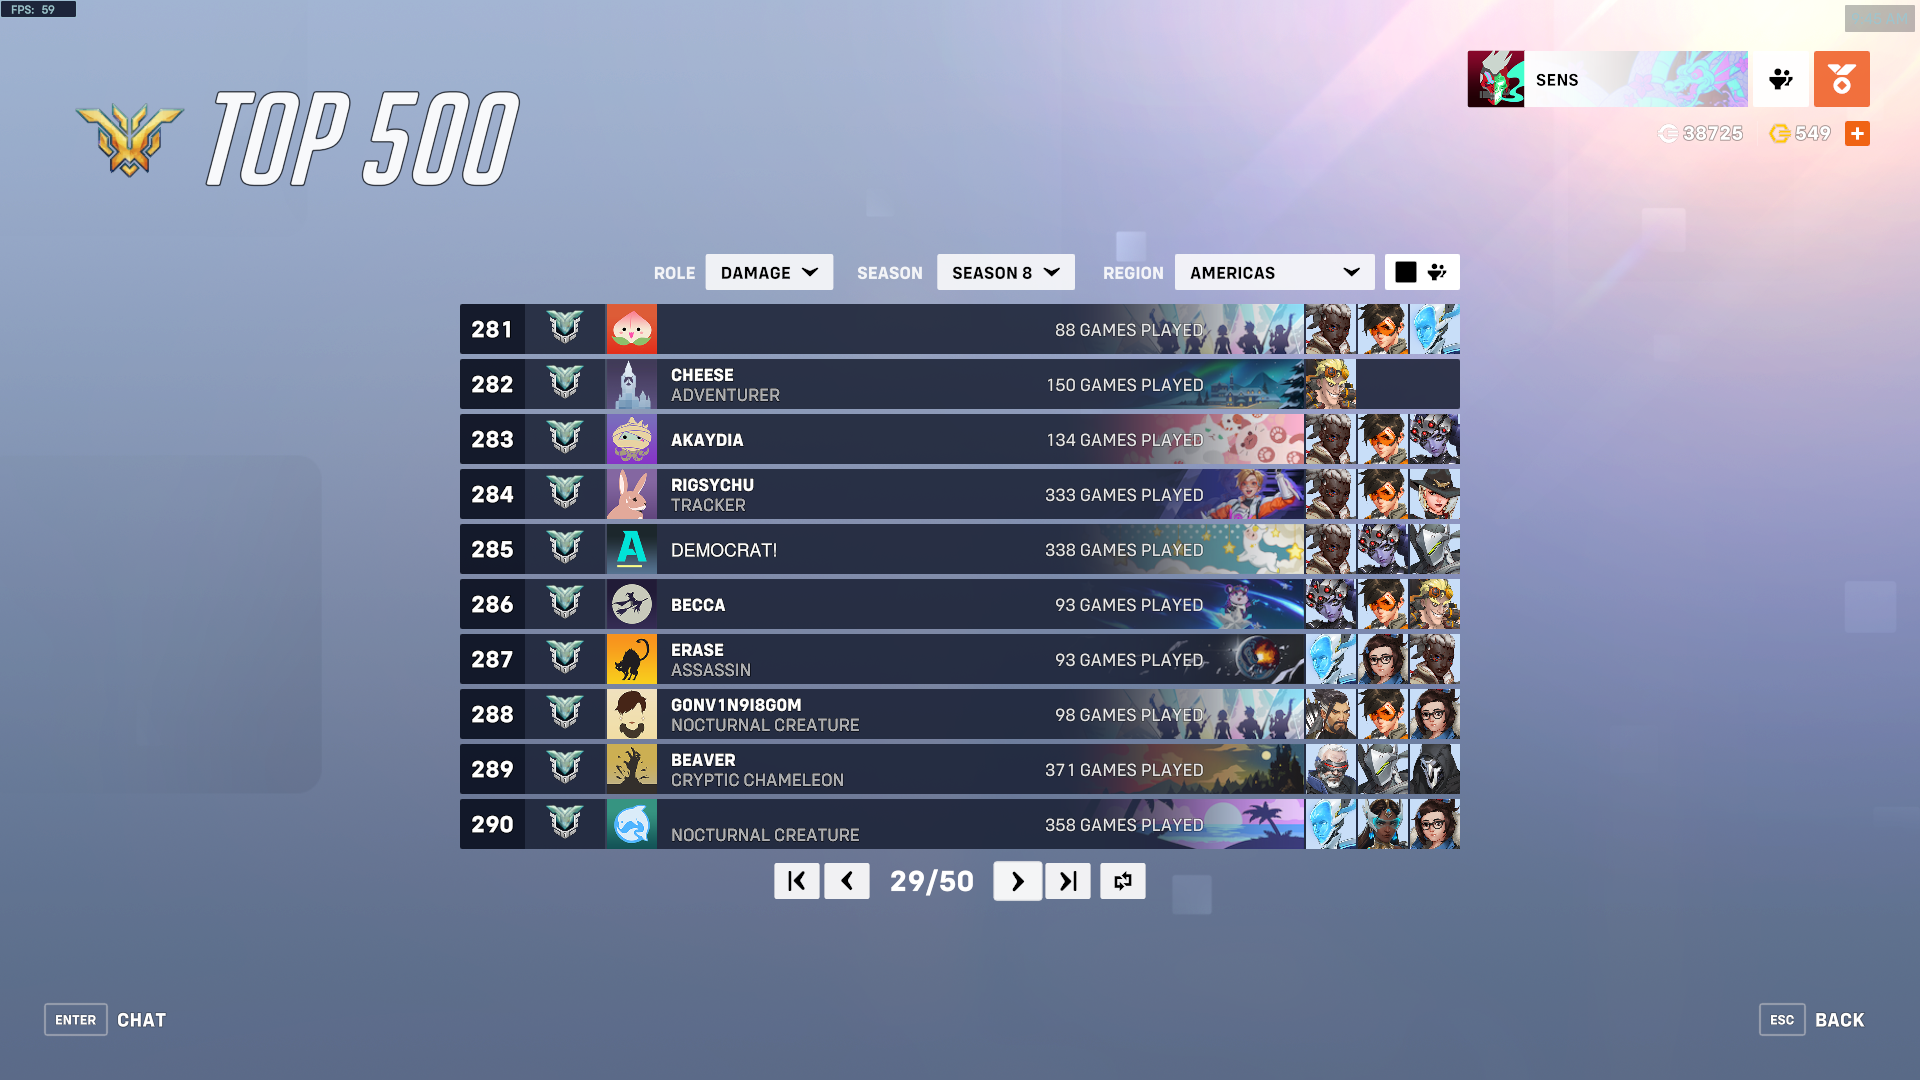 FPS: 59
TOP 500
SENS
38725 549
ROLE DAMAGE SEASON SEASON 8 REGION AMERICAS
281 88 GAMES PLAYED
282 CHEESE ADVENTURER 150 GAMES PLAYED
283 AKAYDIA 134 GAMES PLAYED
284 RIGSYCHU TRACKER 333 GAMES PLAYED
285 DEMOCRAT! 338 GAMES PLAYED
286 BECCA 93 GAMES PLAYED
287 ERASE ASSASSIN 93 GAMES PLAYED
288 G0NV1N9I8G0M NOCTURNAL CREATURE 98 GAMES PLAYED
289 BEAVER CRYPTIC CHAMELEON 371 GAMES PLAYED
290 NOCTURNAL CREATURE 358 GAMES PLAYED
29/50
ENTER CHAT
ESC BACK